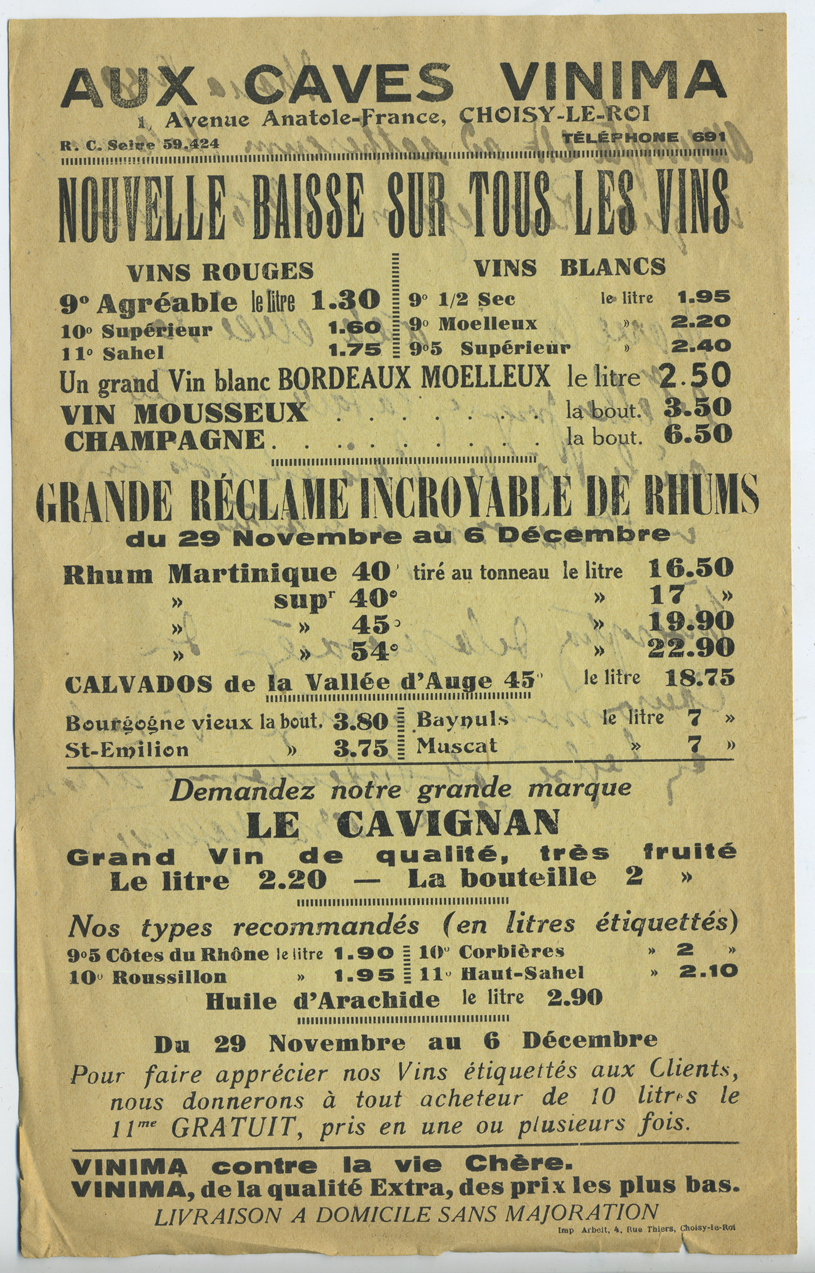 AUX CAVES VINIMA
1, Avenue Anatole-France, CHOISY-LE-ROI
R. C. Seine 59.424 TÉLÉPHONE 691
NOUVELLE BAISSE SUR TOUS LES VINS
VINS ROUGES
9° Agréable le litre 1.30
10° Supérieur 1.60
11° Sahel 1.75
VINS BLANCS
9° 1/2 Sec le litre 1.95
9° Moelleux » 2.20
9°5 Supérieur » 2.40
Un grand Vin blanc BORDEAUX MOELLEUX le litre 2.50
VIN MOUSSEUX . . . . . . . la bout. 3.50
CHAMPAGNE . . . . . . . . . la bout. 6.50
GRANDE RÉCLAME INCROYABLE DE RHUMS
du 29 Novembre au 6 Décembre
Rhum Martinique 40° tiré au tonneau le litre 16.50
» supr 40° » 17 »
» » 45° » 19.90
» » 54° » 22.90
CALVADOS de la Vallée d'Auge 45° le litre 18.75
Bourgogne vieux la bout. 3.80
St-Emilion » 3.75
Baynuls le litre 7 »
Muscat » 7 »
Demandez notre grande marque
LE CAVIGNAN
Grand Vin de qualité, très fruité
Le litre 2.20 — La bouteille 2 »
Nos types recommandés (en litres étiquettés)
9°5 Côtes du Rhône le litre 1.90
10° Roussillon » 1.95
10° Corbières » 2 »
11° Haut-Sahel » 2.10
Huile d'Arachide le litre 2.90
Du 29 Novembre au 6 Décembre
Pour faire apprécier nos Vins étiquettés aux Clients,
nous donnerons à tout acheteur de 10 litres le
11me GRATUIT, pris en une ou plusieurs fois.
VINIMA contre la vie Chère.
VINIMA, de la qualité Extra, des prix les plus bas.
LIVRAISON A DOMICILE SANS MAJORATION
Imp Arbelt, 4, Rue Thiers, Choisy-le-Roi